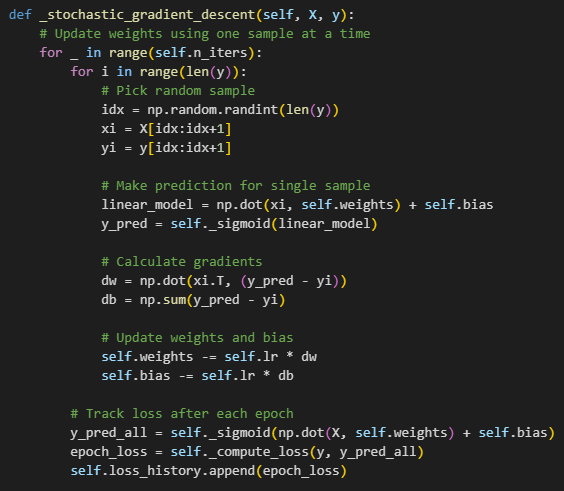 def _stochastic_gradient_descent(self, X, y):
    # Update weights using one sample at a time
    for _ in range(self.n_iters):
        for i in range(len(y)):
            # Pick random sample
            idx = np.random.randint(len(y))
            xi = X[idx:idx+1]
            yi = y[idx:idx+1]

            # Make prediction for single sample
            linear_model = np.dot(xi, self.weights) + self.bias
            y_pred = self._sigmoid(linear_model)

            # Calculate gradients
            dw = np.dot(xi.T, (y_pred - yi))
            db = np.sum(y_pred - yi)

            # Update weights and bias
            self.weights -= self.lr * dw
            self.bias -= self.lr * db

        # Track loss after each epoch
        y_pred_all = self._sigmoid(np.dot(X, self.weights) + self.bias)
        epoch_loss = self._compute_loss(y, y_pred_all)
        self.loss_history.append(epoch_loss)